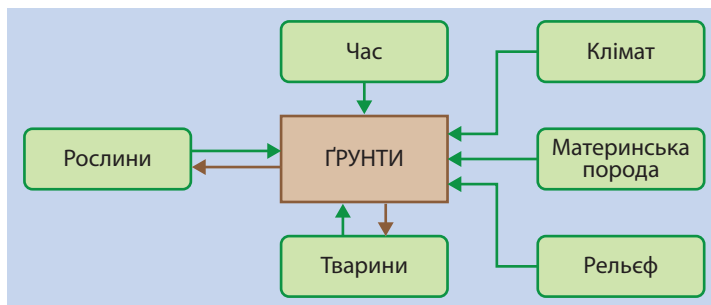 Час
Клімат
Рослини
ҐРУНТИ
Материнська
порода
Тварини
Рельєф